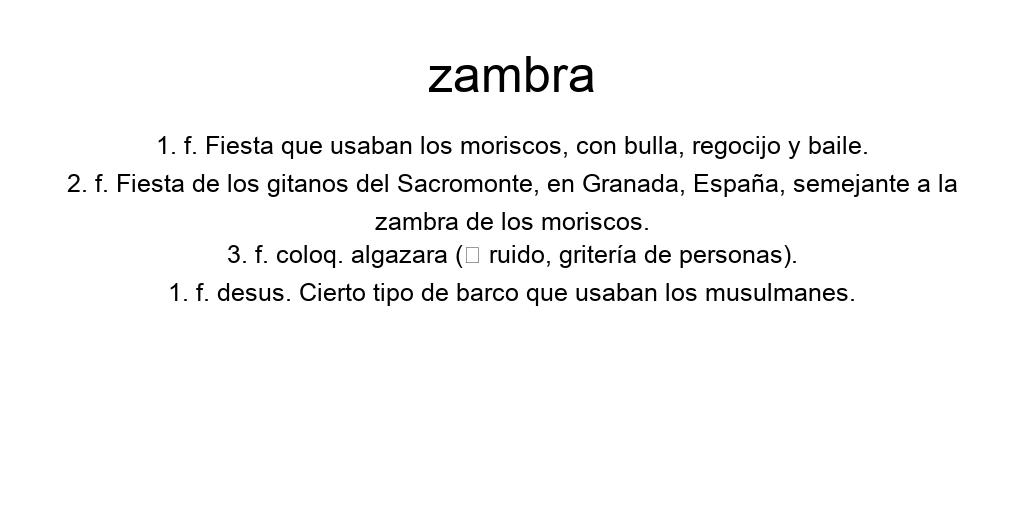 zambra
1. f. Fiesta que usaban los moriscos, con bulla, regocijo y baile.
2. f. Fiesta de los gitanos del Sacromonte, en Granada, España, semejante a la
zambra de los moriscos.
3. f. coloq. algazara (□ ruido, gritería de personas).
1. f. desus. Cierto tipo de barco que usaban los musulmanes.